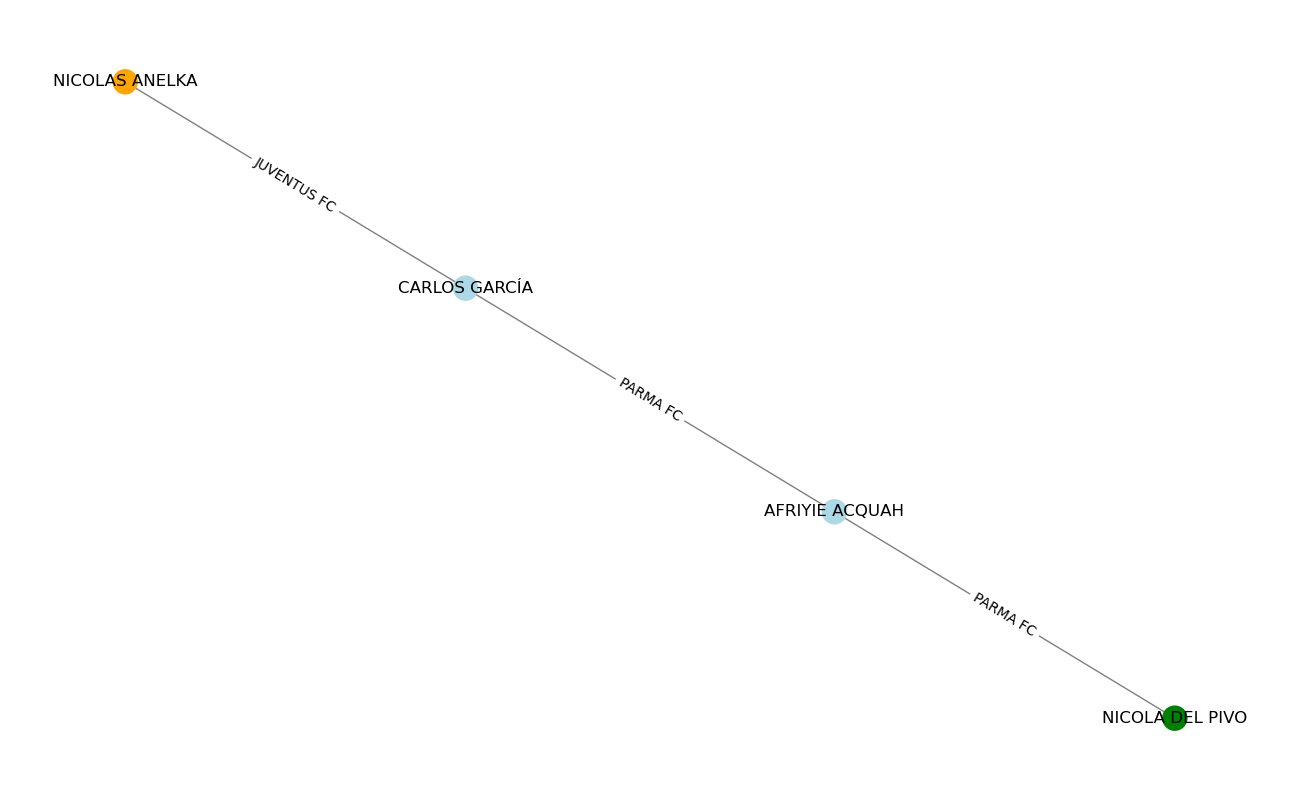 NICOLAS ANELKA
JUVENTUS FC
CARLOS GARCÍA
PARMA FC
AFRIYIE ACQUAH
PARMA FC
NICOLA DEL PIVO